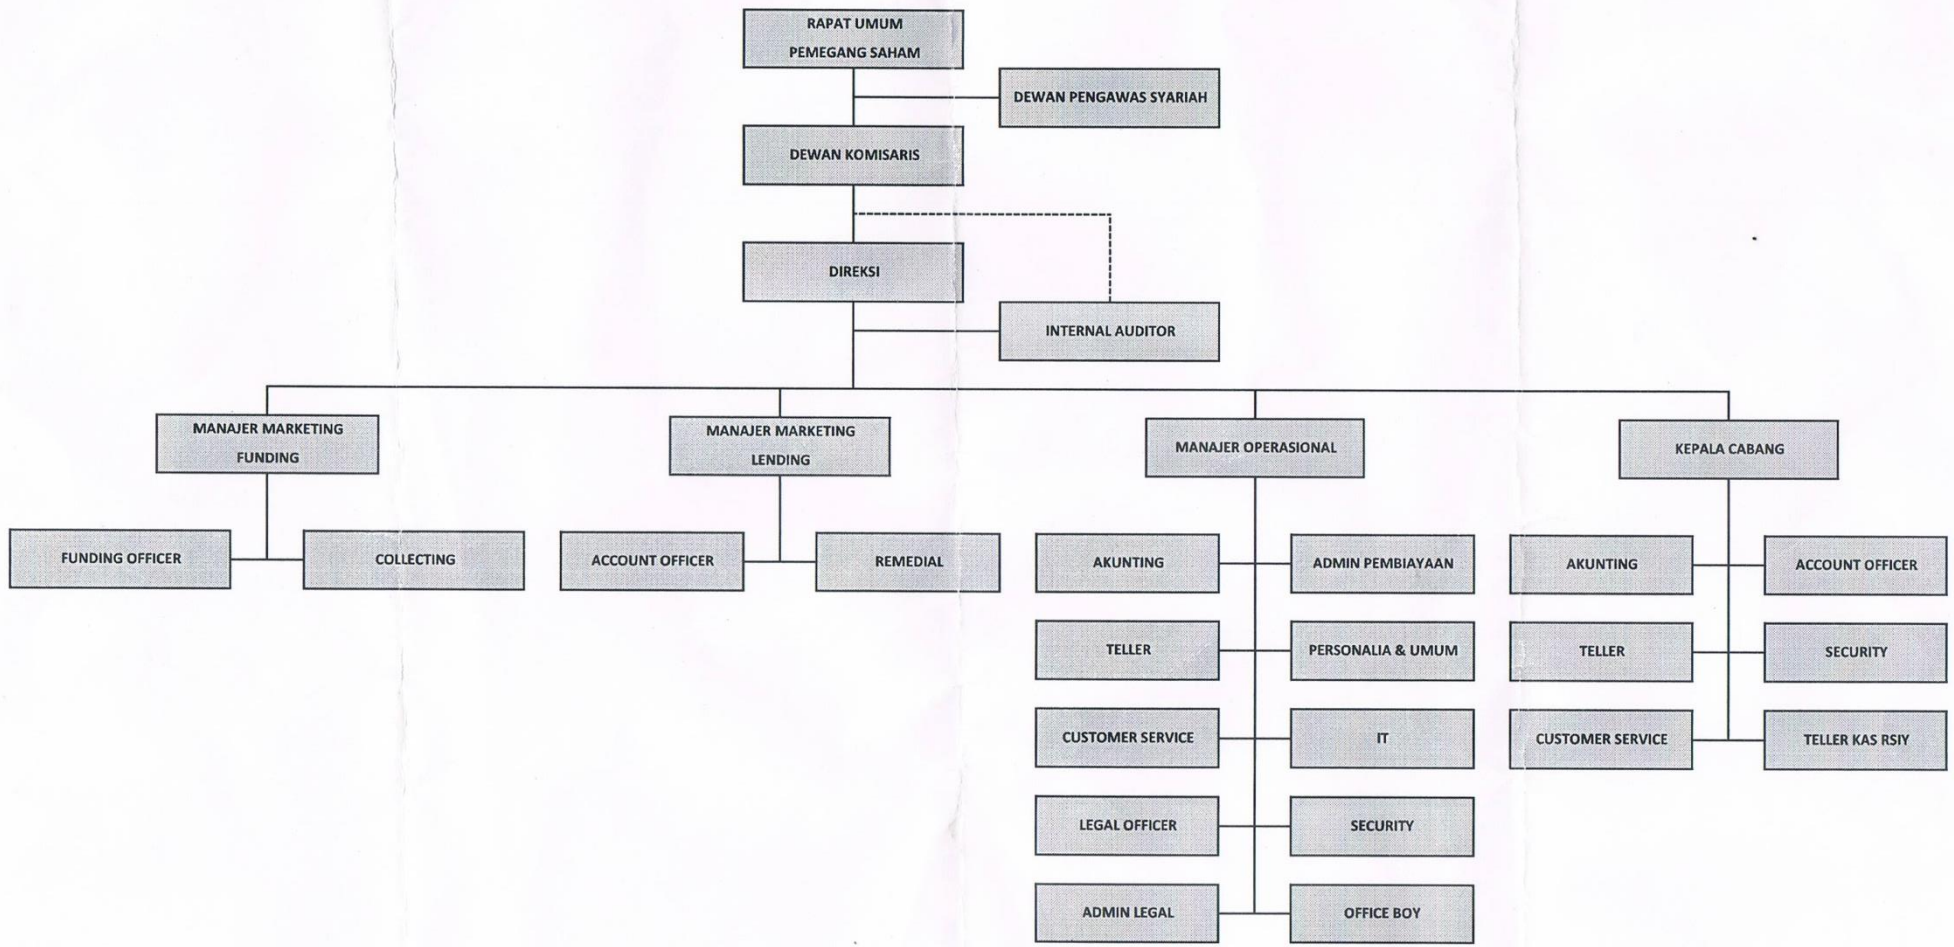 RAPAT UMUM
PEMEGANG SAHAM
DEWAN PENGAWAS SYARIAH
DEWAN KOMISARIS
DIREKSI
INTERNAL AUDITOR
MANAJER MARKETING
FUNDING
MANAJER MARKETING
LENDING
MANAJER OPERASIONAL
KEPALA CABANG
FUNDING OFFICER
COLLECTING
ACCOUNT OFFICER
REMEDIAL
AKUNTING
ADMIN PEMBIAYAAN
AKUNTING
ACCOUNT OFFICER
TELLER
PERSONALIA & UMUM
TELLER
SECURITY
CUSTOMER SERVICE
IT
CUSTOMER SERVICE
TELLER KAS RSIY
LEGAL OFFICER
SECURITY
ADMIN LEGAL
OFFICE BOY